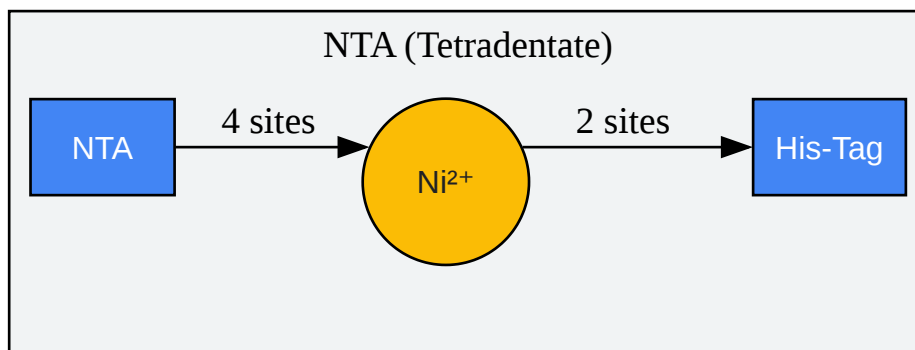 NTA (Tetradentate)
NTA
4 sites
Ni²⁺
2 sites
His-Tag